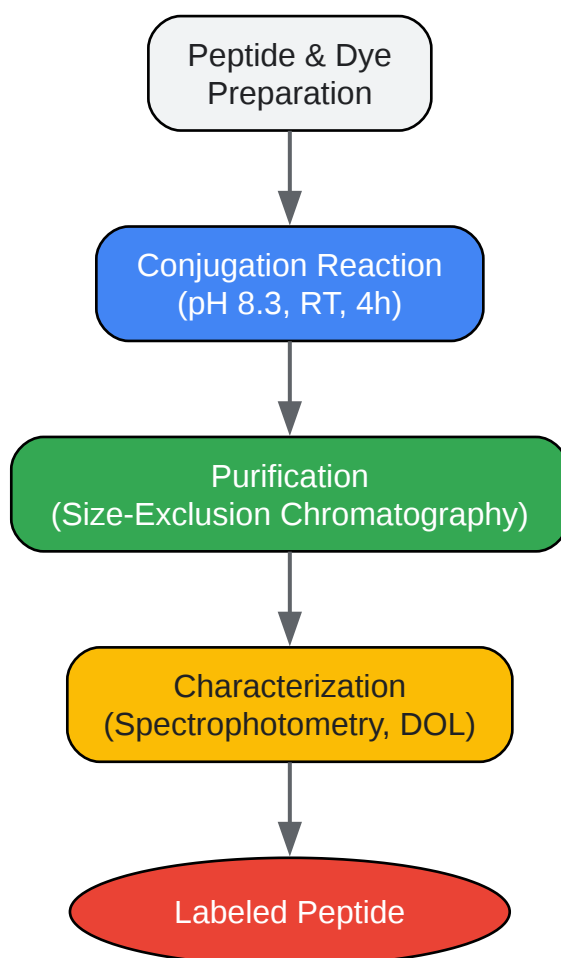 Peptide & Dye
Preparation
Conjugation Reaction
(pH 8.3, RT, 4h)
Purification
(Size-Exclusion Chromatography)
Characterization
(Spectrophotometry, DOL)
Labeled Peptide